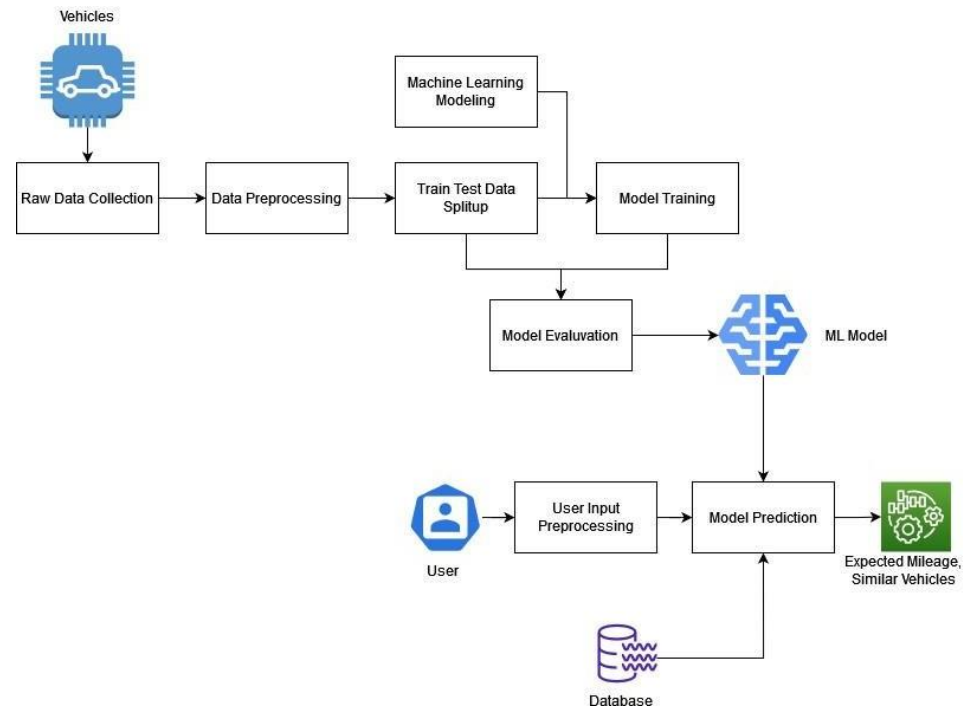 Vehicles
Machine Learning
Modeling
Raw Data Collection
Data Preprocessing
Train Test Data
Splitup
Model Training
Model Evaluvation
ML Model
User Input
Preprocessing
Model Prediction
User
Expected Mileage,
Similar Vehicles
Database